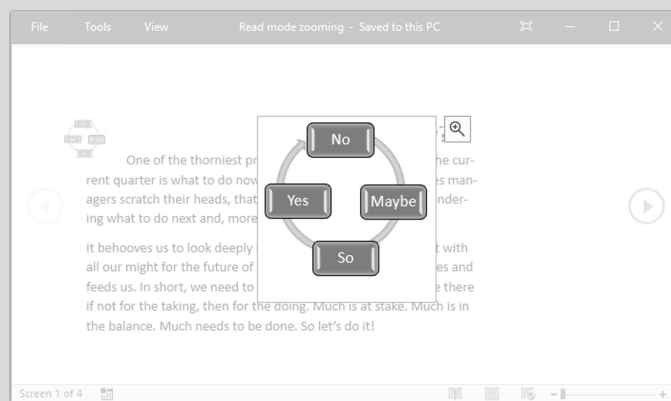 File Tools View Read mode zooming - Saved to this PC
No
One of the thorniest he cur-
rent quarter is what to do now es man-
Yes Maybe
agers scratch their heads, that onder-
ing what to do next and, more
So
It behooves us to look deeply t with
all our might for the future of es and
feeds us. In short, we need to e there
if not for the taking, then for the doing. Much is at stake. Much is in
the balance. Much needs to be done. So let's do it!
Screen 1 of 4